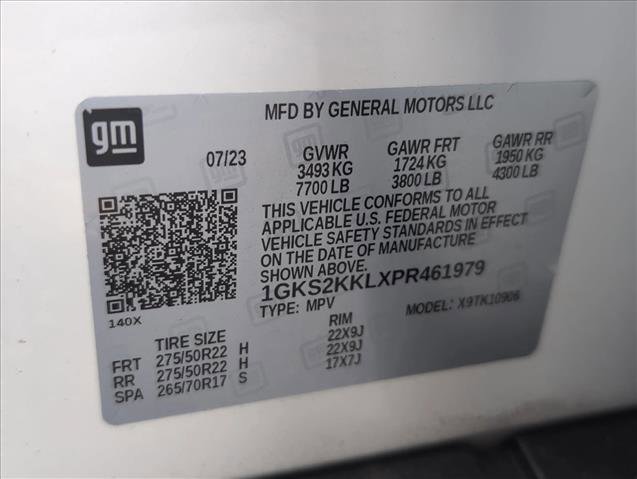 gm
MFD BY GENERAL MOTORS LLC
07/23 GVWR GAWR FRT GAWR RR
3493 KG 1724 KG 1950 KG
7700 LB 3800 LB 4300 LB
THIS VEHICLE CONFORMS TO ALL
APPLICABLE U.S. FEDERAL MOTOR
VEHICLE SAFETY STANDARDS IN EFFECT
ON THE DATE OF MANUFACTURE
SHOWN ABOVE.
1GKS2KKLXPR461979
140X TYPE: MPV MODEL: X9TK10906
TIRE SIZE RIM
FRT 275/50R22 H 22X9J
RR 275/50R22 H 22X9J
SPA 265/70R17 S 17X7J